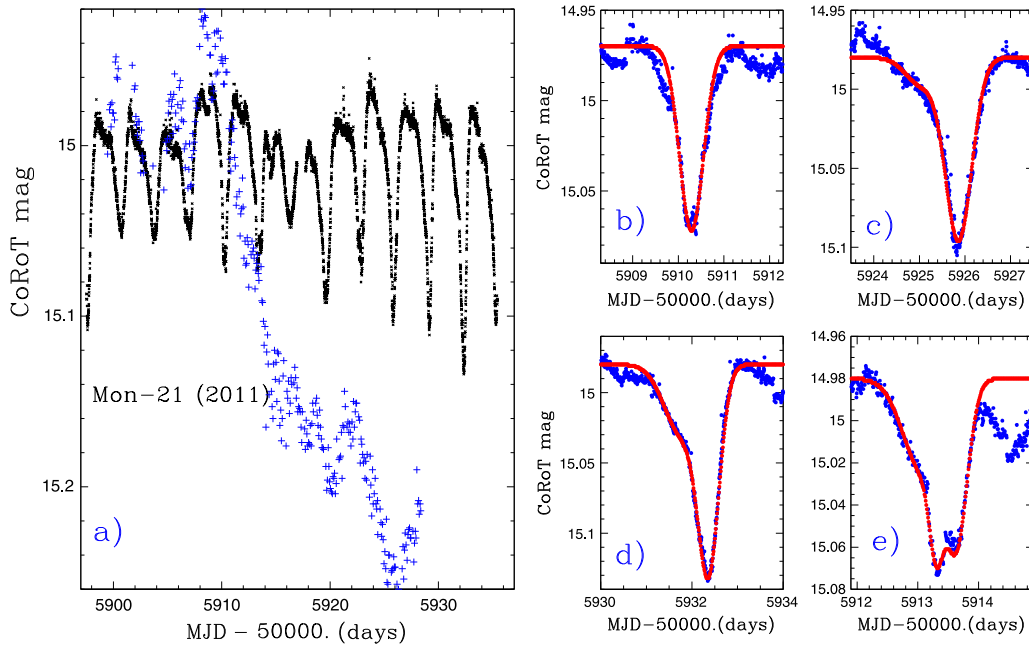 CoRoT mag
15
15.1
15.2
Mon−21 (2011)
a)
5900
5910
5920
5930
MJD − 50000. (days)
CoRoT mag
14.95
15
15.05
b)
5909
5910
5911
5912
MJD−50000.(days)
14.95
15
15.05
15.1
c)
5924
5925
5926
5927
MJD−50000.(days)
CoRoT mag
15
15.05
15.1
d)
5930
5931
5932
5933
5934
MJD−50000.(days)
14.96
14.98
15
15.02
15.04
15.06
15.08
e)
5912
5913
5914
MJD−50000.(days)